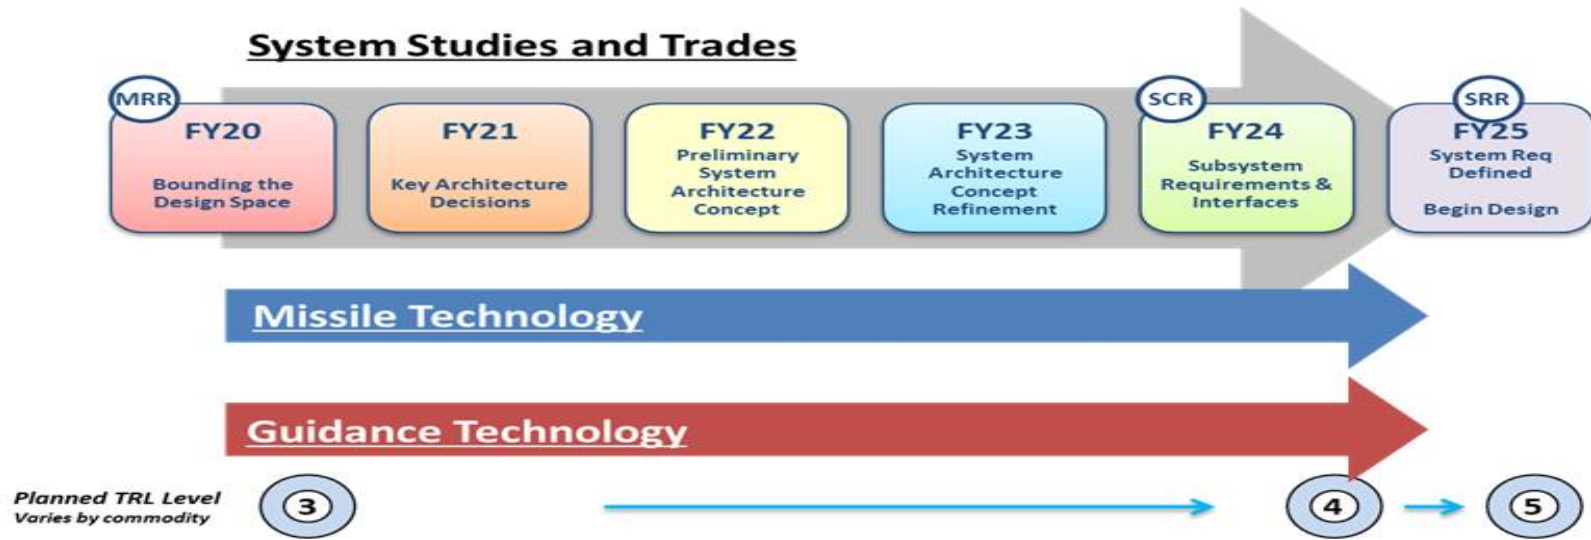 System Studies and Trades
MRR
SCR
SRR
FY20
Bounding the
Design Space
FY21
Key Architecture
Decisions
FY22
Preliminary
System
Architecture
Concept
FY23
System
Architecture
Concept
Refinement
FY24
Subsystem
Requirements &
Interfaces
FY25
System Req
Defined
Begin Design
Missile Technology
Guidance Technology
Planned TRL Level
Varies by commodity
3
4
5